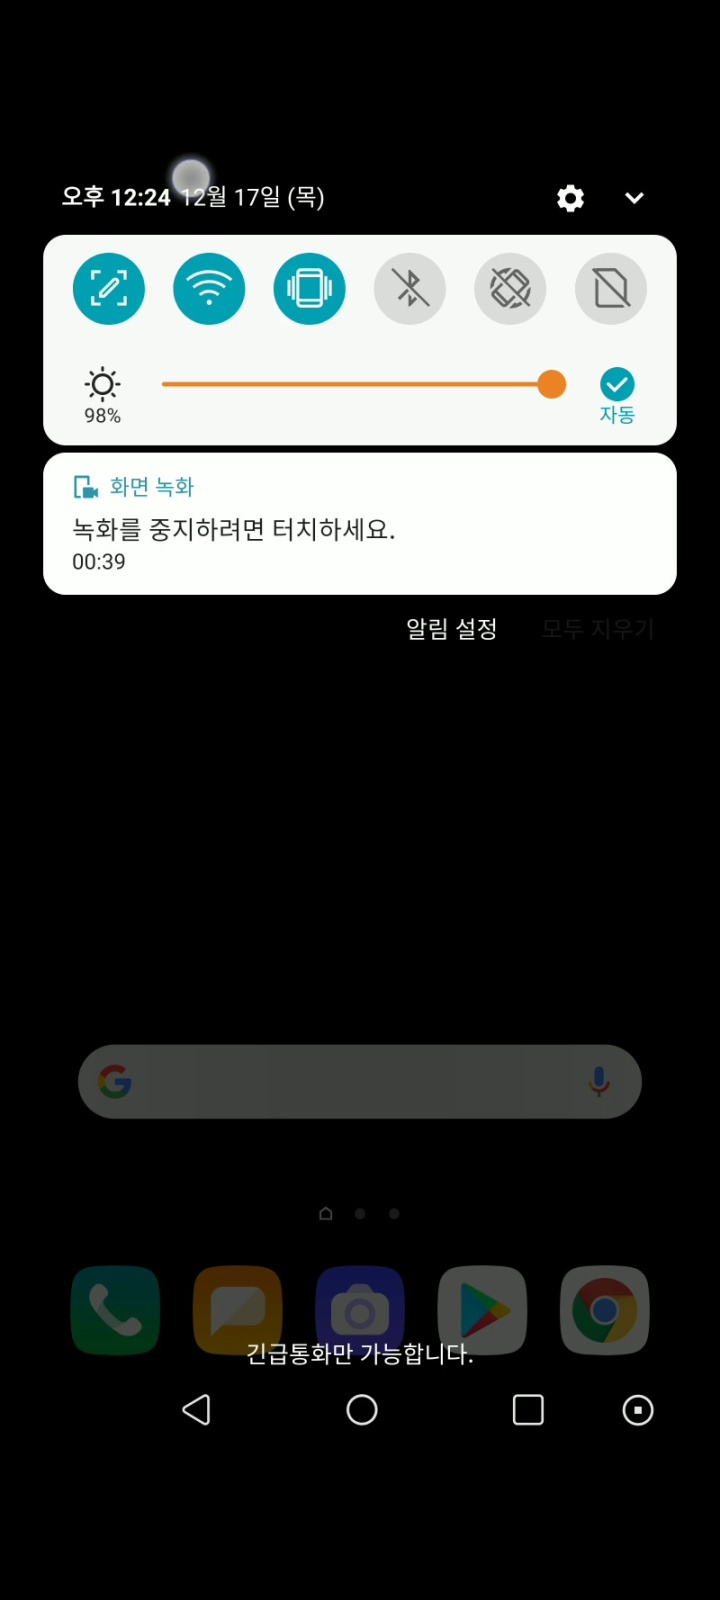 오후 12:24 12월 17일 (목)
98%
자동
화면 녹화
녹화를 중지하려면 터치하세요.
00:39
알림 설정 모두 지우기
긴급통화만 가능합니다.